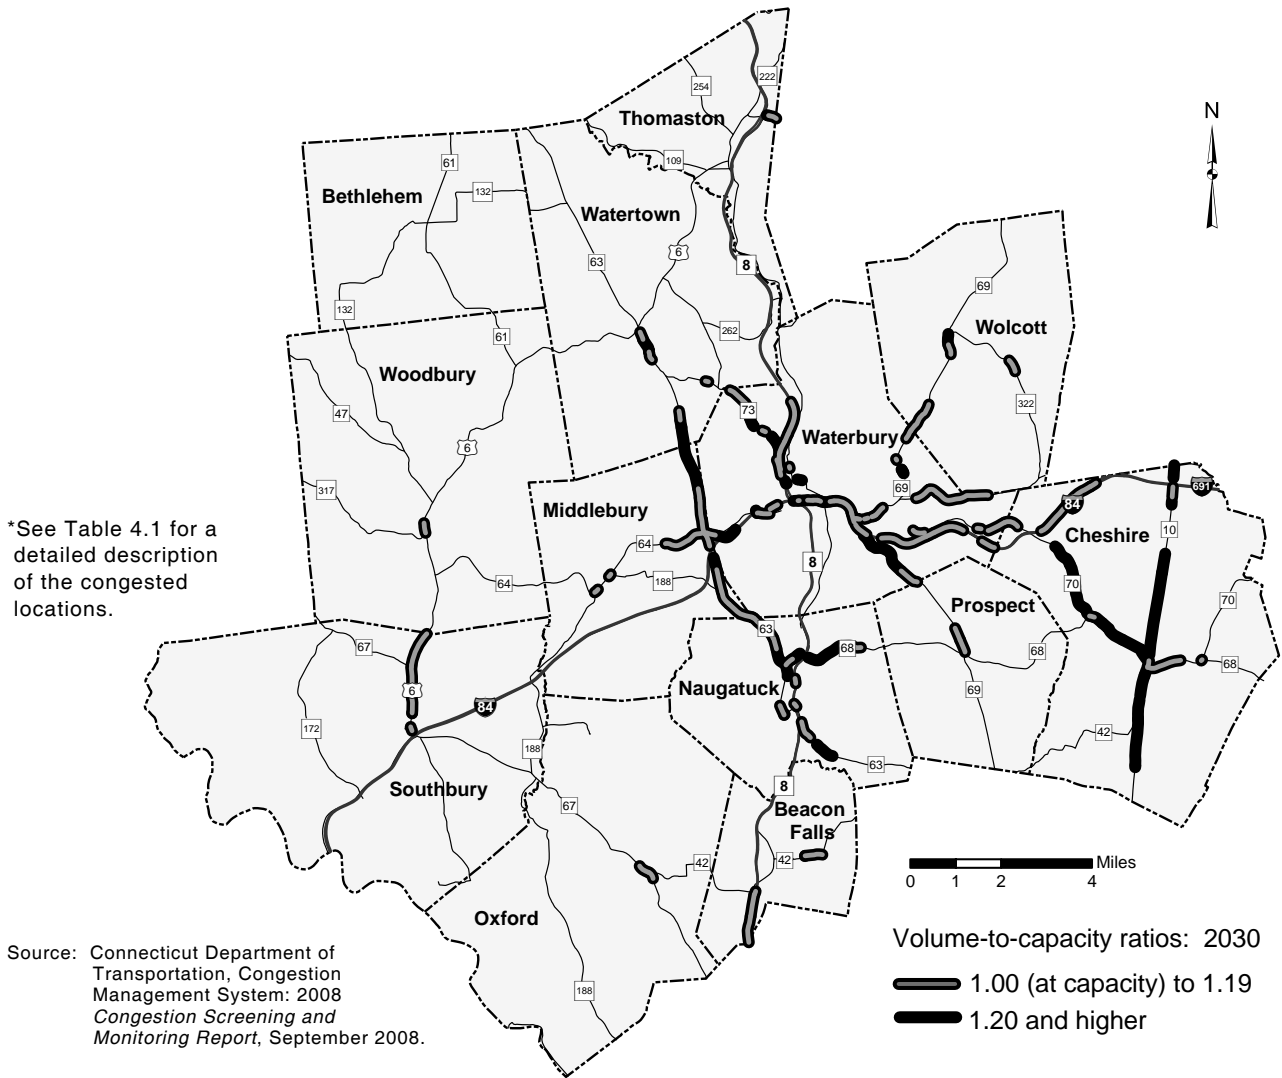 222
254
Thomaston
N
109
61
Bethlehem
132
Watertown
6
63
8
69
132
262
Wolcott
61
Woodbury
47
73
322
Waterbury
6
317
69
691
84
Middlebury
10
Cheshire
*See Table 4.1 for a
detailed description
of the congested
locations.
64
8
64
188
70
70
Prospect
63
67
68
68
68
6
Naugatuck
69
84
172
42
188
63
8
Southbury
67
Beacon
Falls
42
42
Miles
0 1 2 4
Oxford
Volume-to-capacity ratios: 2030
1.00 (at capacity) to 1.19
1.20 and higher
188
Source: Connecticut Department of
Transportation, Congestion
Management System: 2008
Congestion Screening and
Monitoring Report, September 2008.